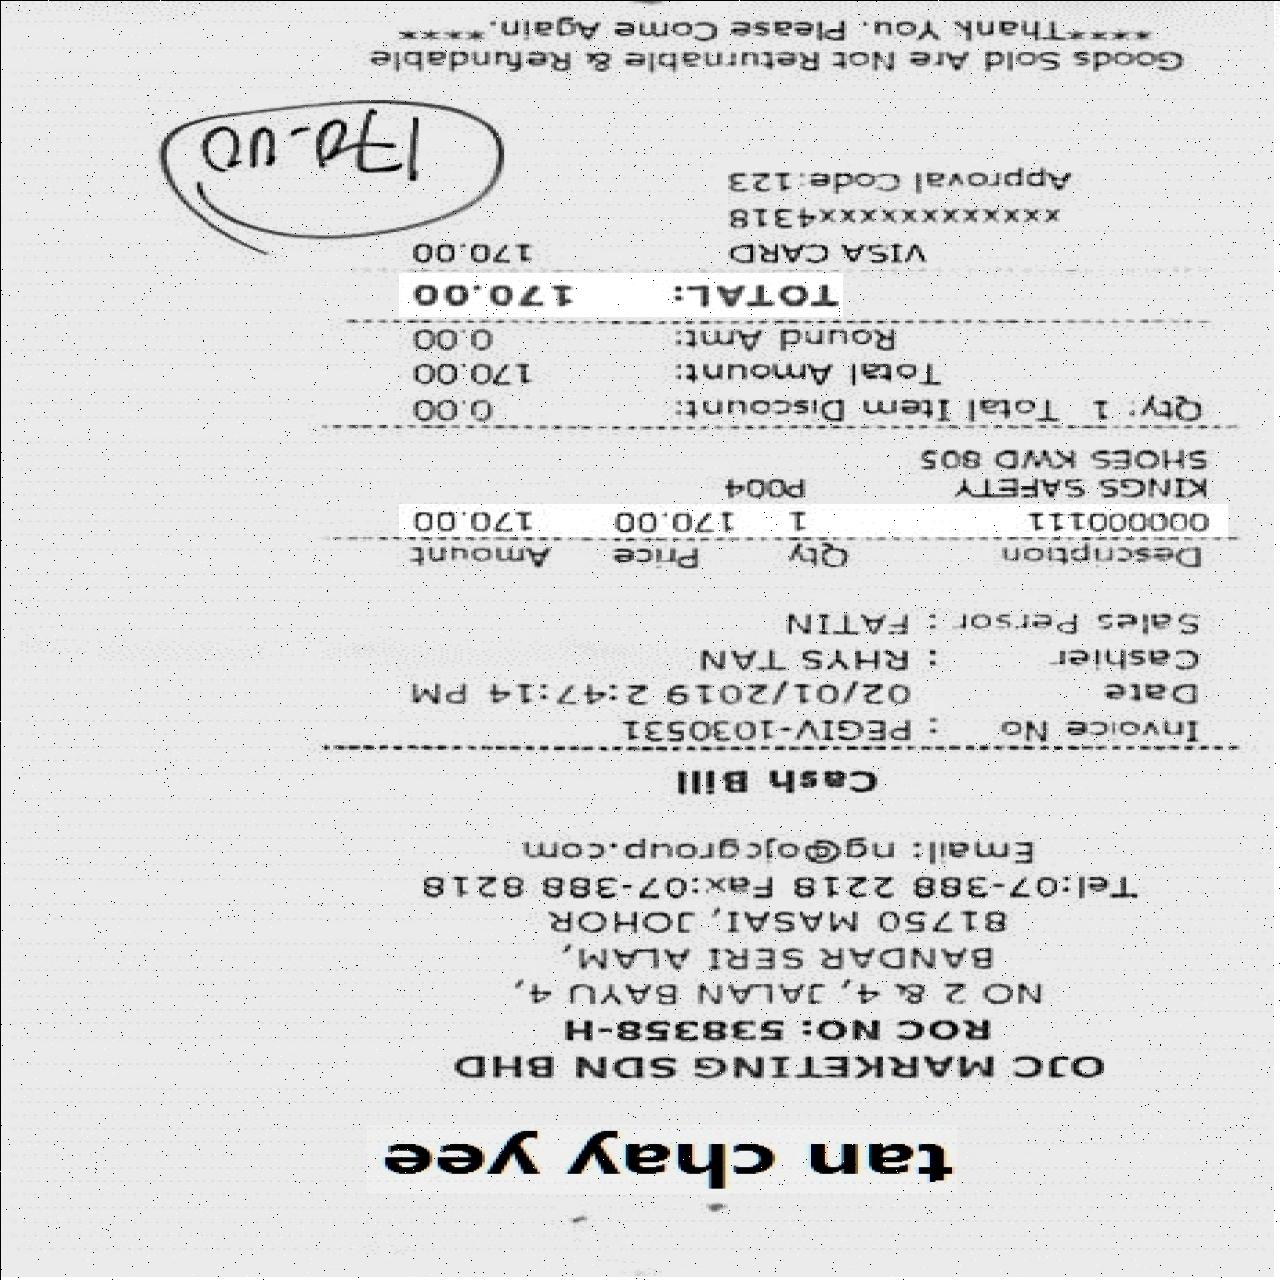 tan chay yee
OJC MARKETING SDN BHD
ROC NO: 538358-H
NO 2 & 4, JALAN BAYU 4,
BANDAR SERI ALAM,
81750 MASAI, JOHOR
Tel:07-388 2218 Fax:07-388 8218
Email: ng@ojcgroup.com
Cash Bill
Invoice No : PEGIV-1030531
Date 02/01/2019 2:47:14 PM
Cashier : RHYS TAN
Sales Persor : FATIN
Description Qty Price Amount
000000111 1 170.00 170.00
KINGS SAFETY P004
SHOES KWD 805
Qty: 1 Total Item Discount: 0.00
Total Amount: 170.00
Round Amt: 0.00
TOTAL: 170.00
VISA CARD 170.00
xxxxxxxxxxxx4318
Approval Code:123
170-00
Goods Sold Are Not Returnable & Refundable
****Thank You. Please Come Again.****